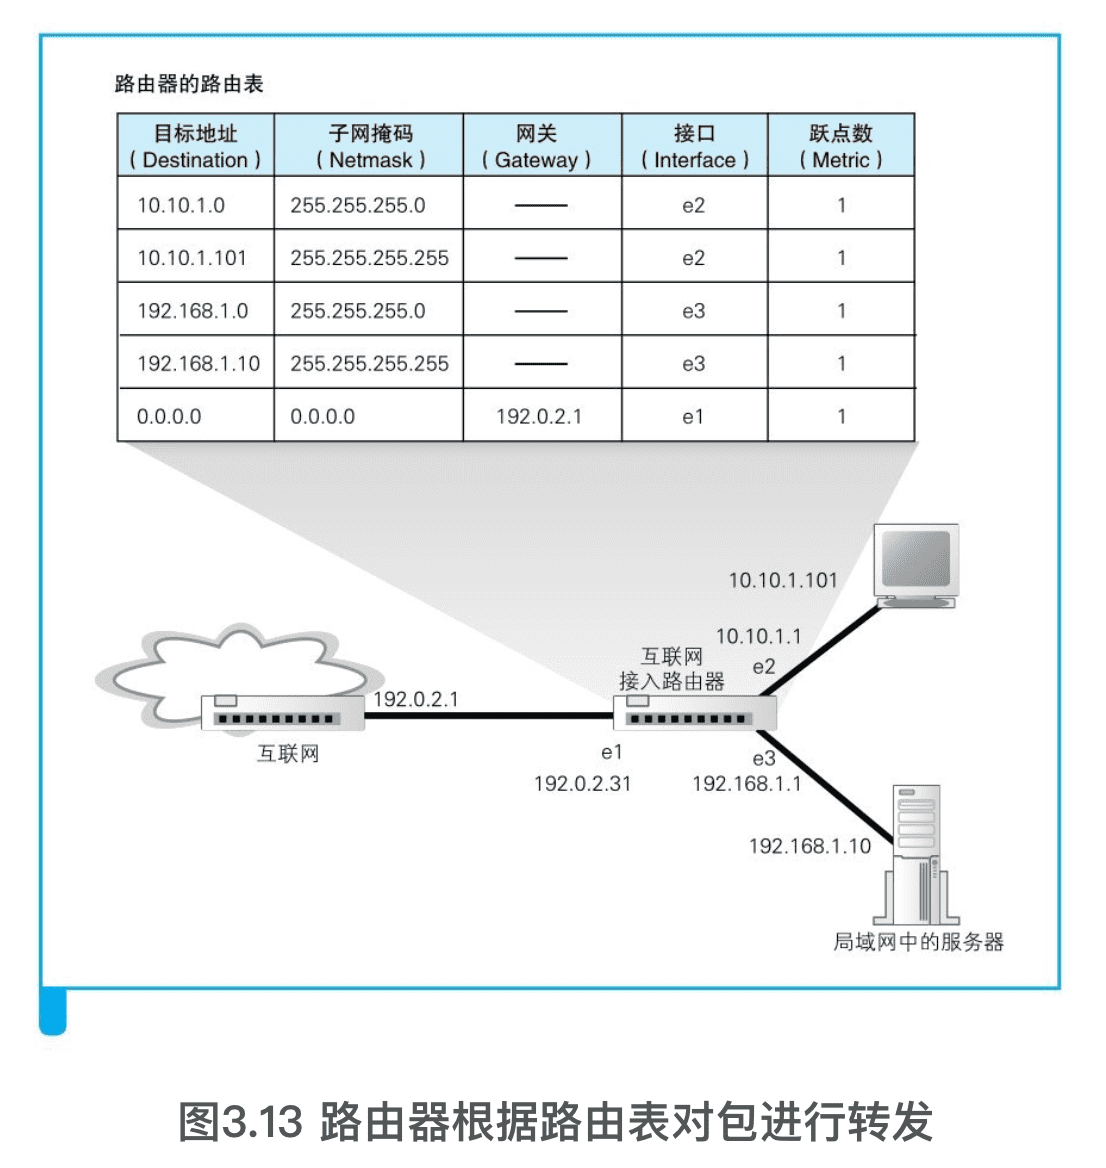 路由器的路由表
目标地址 子网掩码 网关 接口 跃点数
（Destination） （Netmask） （Gateway） （Interface） （Metric）
10.10.1.0 255.255.255.0 —— e2 1
10.10.1.101 255.255.255.255 —— e2 1
192.168.1.0 255.255.255.0 —— e3 1
192.168.1.10 255.255.255.255 —— e3 1
0.0.0.0 0.0.0.0 192.0.2.1 e1 1
10.10.1.101
10.10.1.1
互联网
接入路由器
e2
192.0.2.1
互联网
e1
192.0.2.31
e3
192.168.1.1
192.168.1.10
局域网中的服务器
图3.13 路由器根据路由表对包进行转发